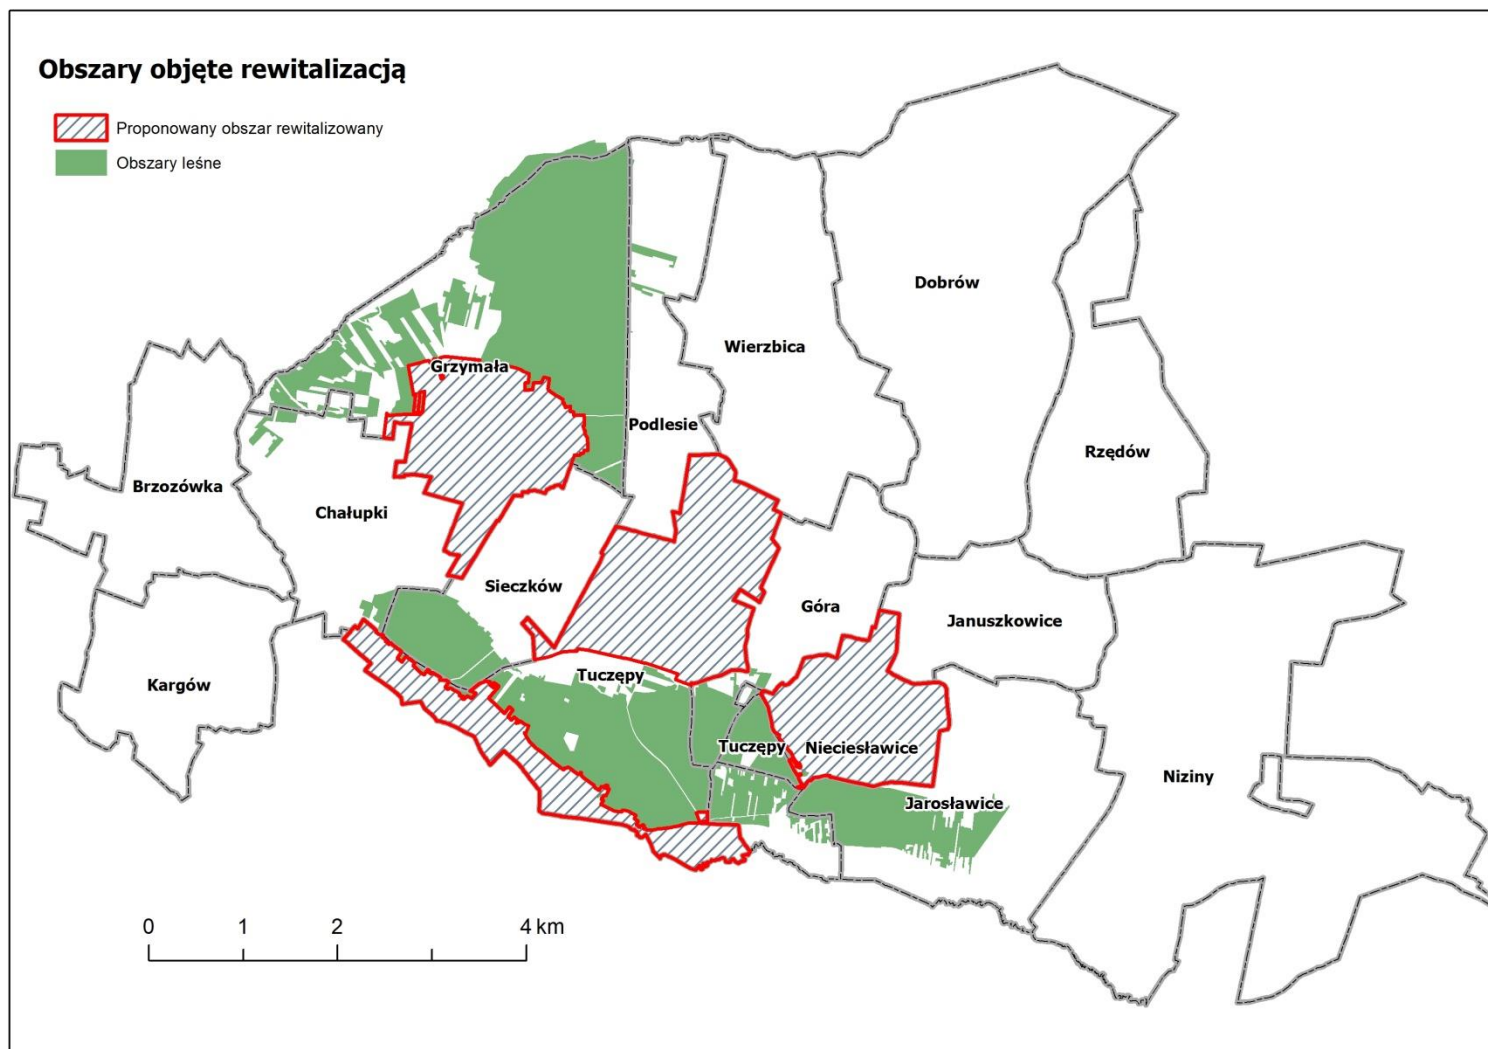 Obszary objęte rewitalizacją
Proponowany obszar rewitalizowany
Obszary leśne
Dobrów
Wierzbica
Grzymała
Podlesie
Rzędów
Brzozówka
Chałupki
Sieczków
Góra
Januszkowice
Kargów
Tuczępy
Tuczępy
Nieciesławice
Niziny
Jarosławice
0 1 2 4 km